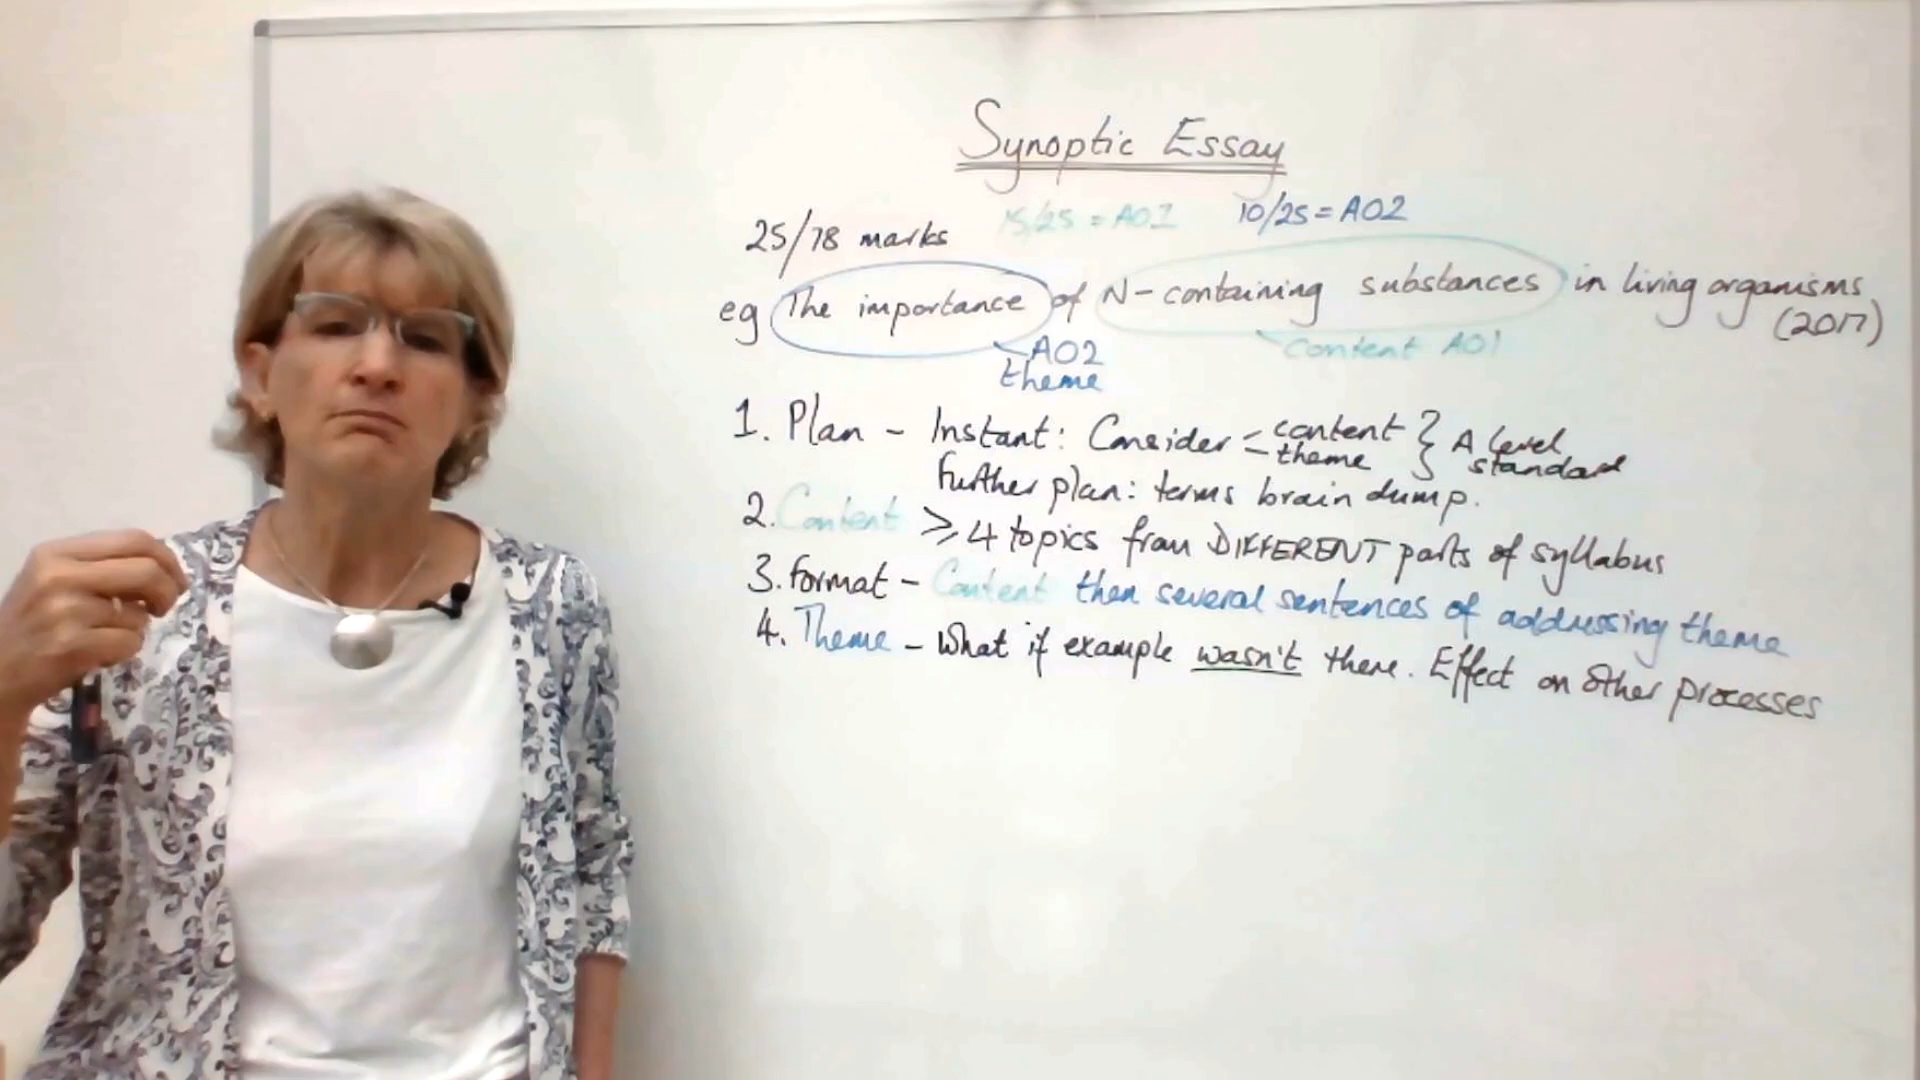 Synoptic Essay
25/78 marks 15/25 = AO1 10/25 = AO2
eg The importance of N-containing substances in living organisms
(2017)
AO2 content AO1
theme
1. Plan - Instant: Consider - content } A level
- theme standard
Further plan: terms brain dump.
2. Content ≥ 4 topics from DIFFERENT parts of syllabus
3. Format - Content then several sentences of addressing theme
4. Theme - What if example wasn't there. Effect on other processes